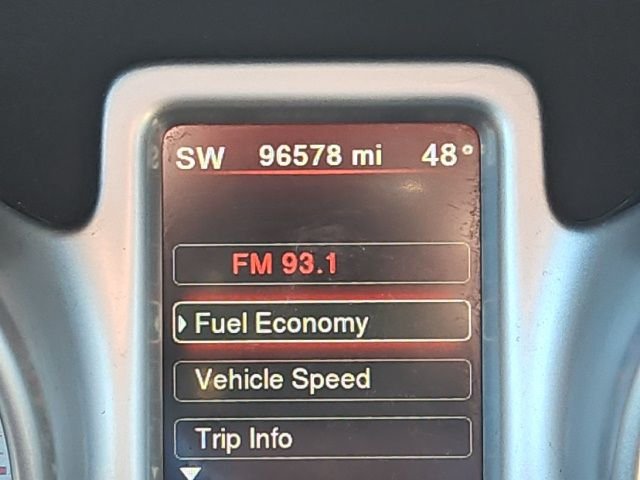 SW 96578 mi 48°
FM 93.1
Fuel Economy
Vehicle Speed
Trip Info